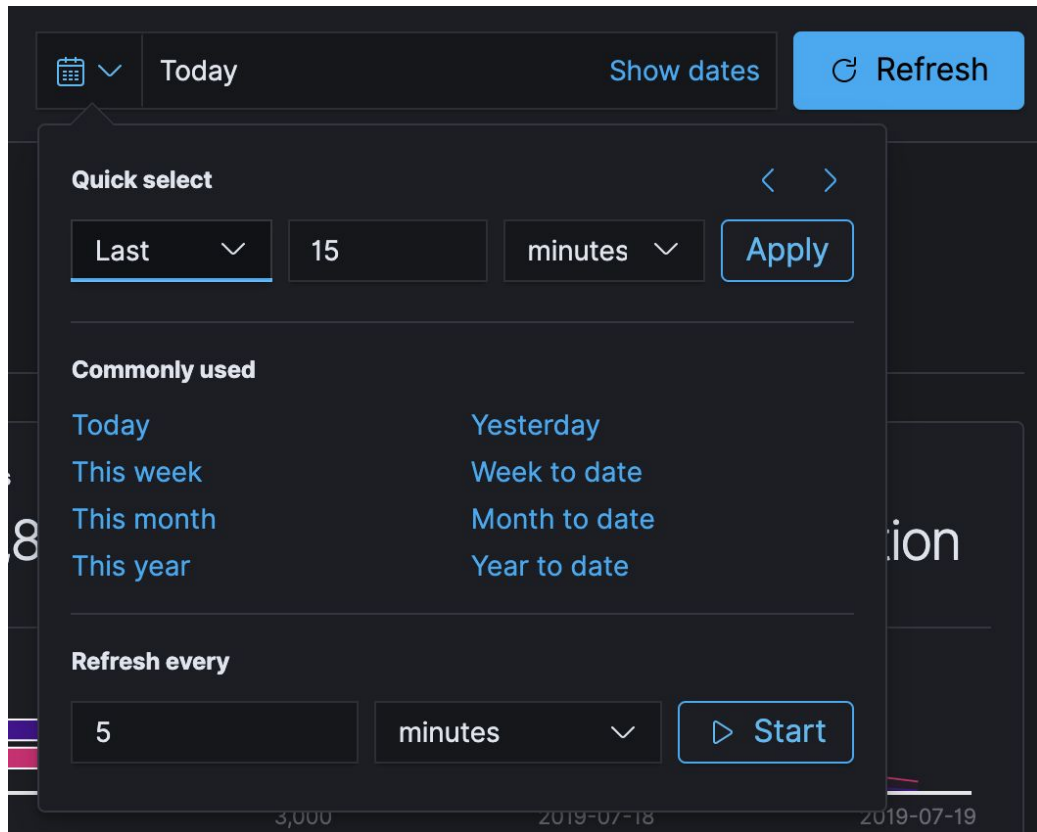 Today Show dates Refresh
Quick select
Last 15 minutes Apply
Commonly used
Today Yesterday
This week Week to date
This month Month to date
This year Year to date
ion
Refresh every
5 minutes Start
3,000 2019-07-18 2019-07-19